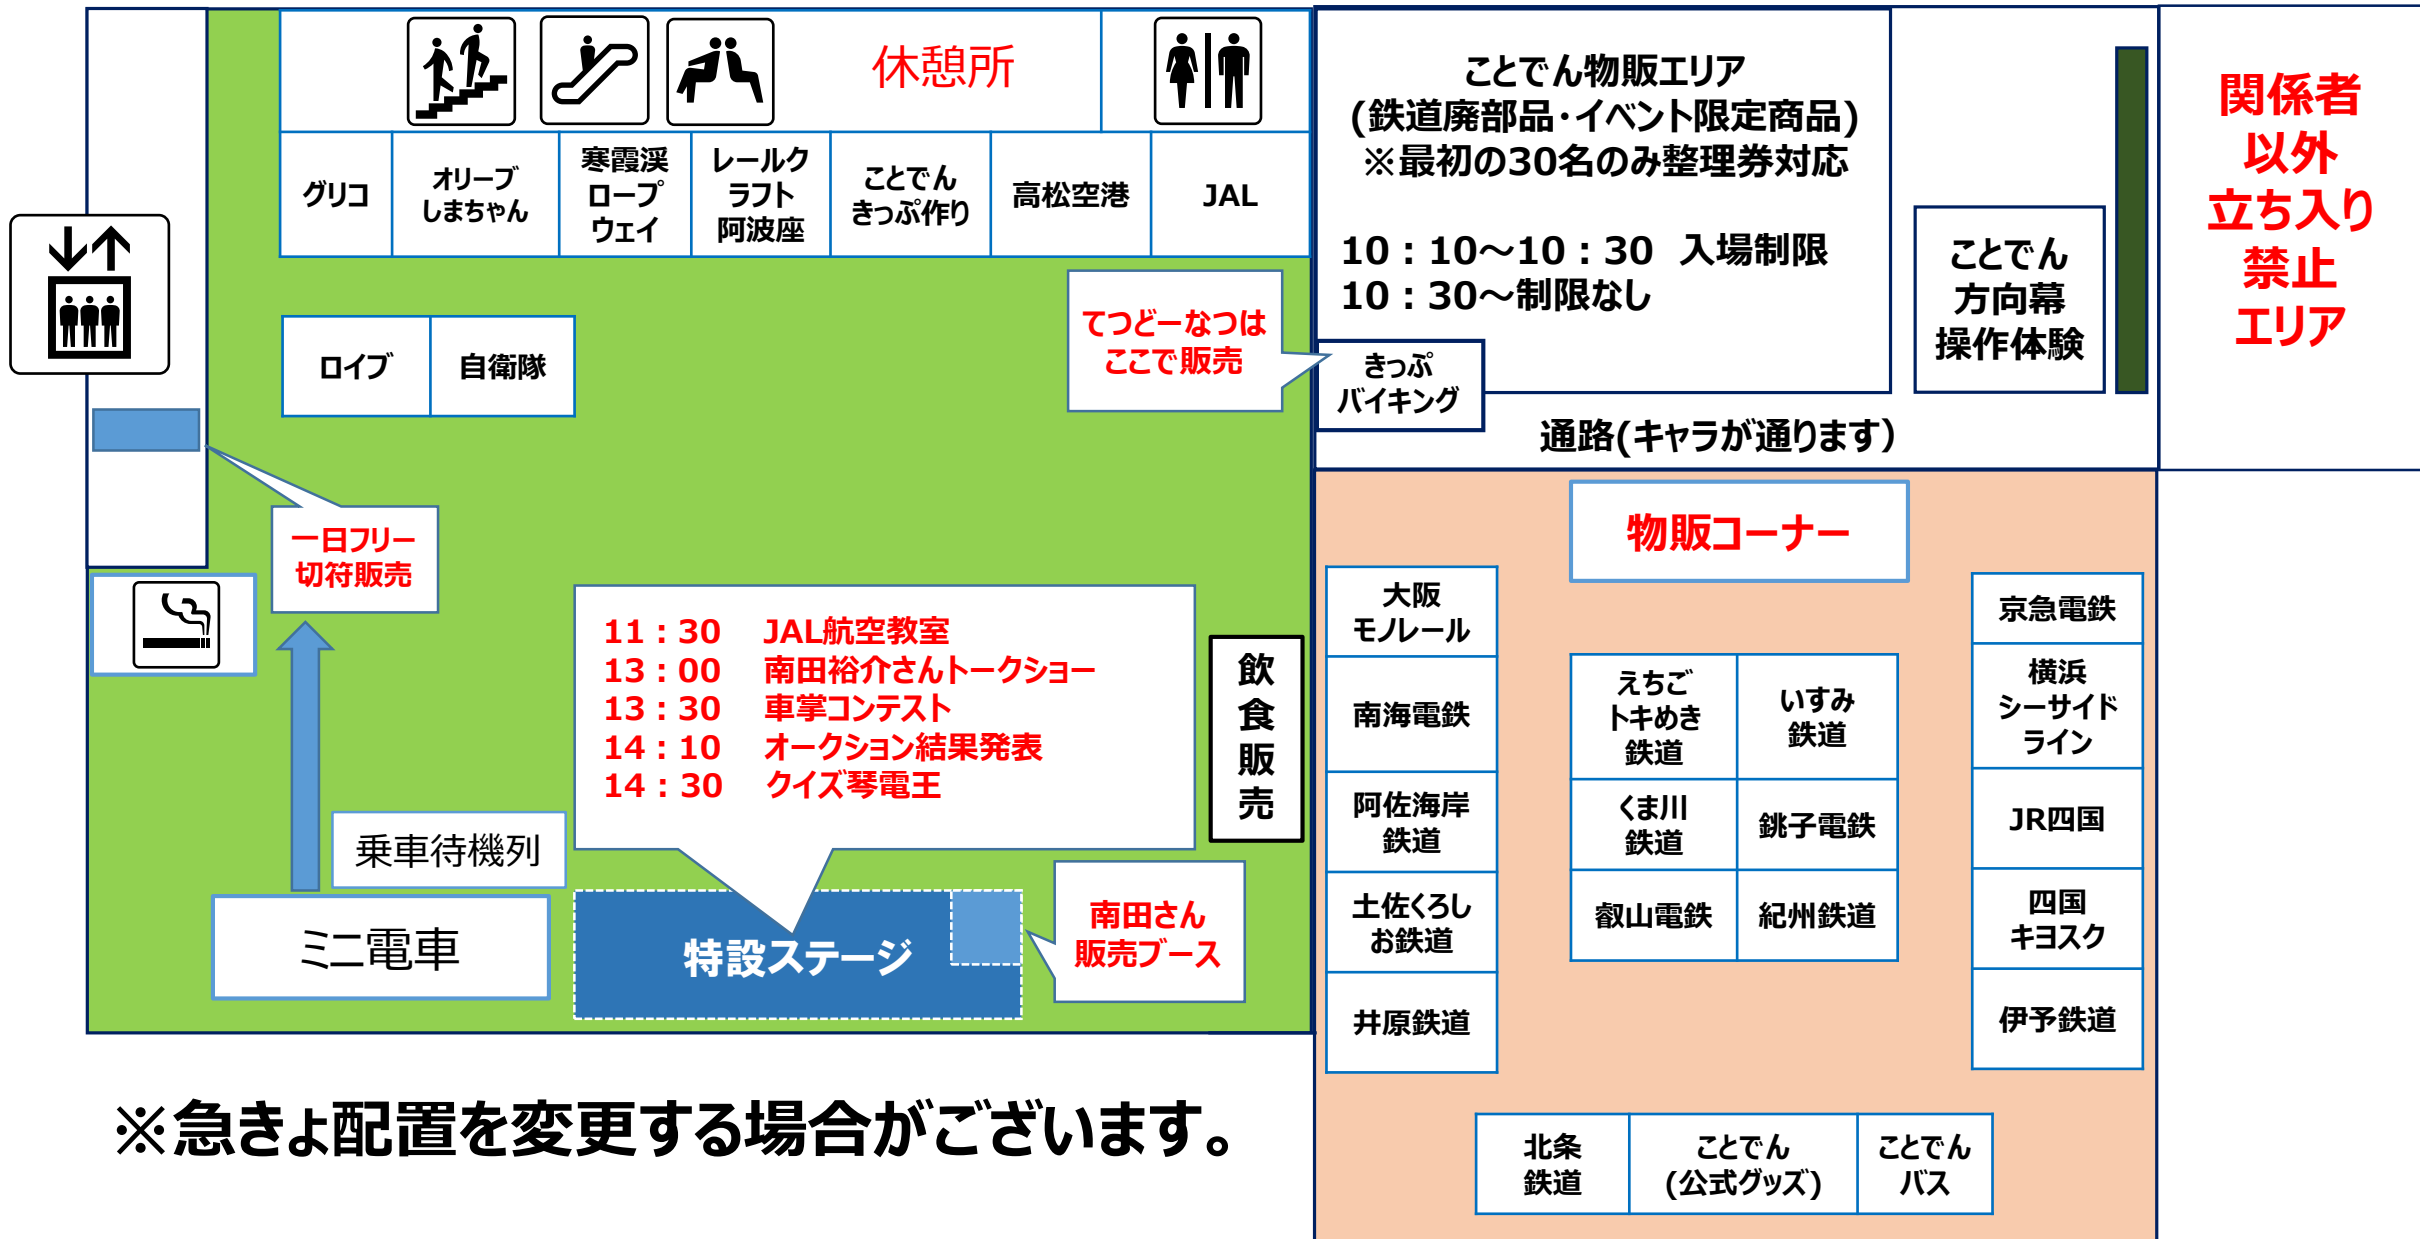 休憩所
グリコ
オリーブ
しまちゃん
寒霞渓
ロープ
ウェイ
レールク
ラフト
阿波座
ことでん
きっぷ作り
高松空港
JAL
ロイブ
自衛隊
てつどーなつは
ここで販売
ことでん物販エリア
(鉄道廃部品・イベント限定商品)
※最初の30名のみ整理券対応
10：10～10：30 入場制限
10：30～制限なし
きっぷ
バイキング
ことでん
方向幕
操作体験
通路(キャラが通ります)
関係者
以外
立ち入り
禁止
エリア
一日フリー
切符販売
11：30 JAL航空教室
13：00 南田裕介さんトークショー
13：30 車掌コンテスト
14：10 オークション結果発表
14：30 クイズ琴電王
飲食販売
乗車待機列
ミニ電車
特設ステージ
南田さん
販売ブース
物販コーナー
大阪
モノレール
南海電鉄
阿佐海岸
鉄道
土佐くろし
お鉄道
井原鉄道
えちご
トキめき
鉄道
いすみ
鉄道
くま川
鉄道
銚子電鉄
叡山電鉄
紀州鉄道
京急電鉄
横浜
シーサイド
ライン
JR四国
四国
キヨスク
伊予鉄道
北条
鉄道
ことでん
(公式グッズ)
ことでん
バス
※急きょ配置を変更する場合がございます。